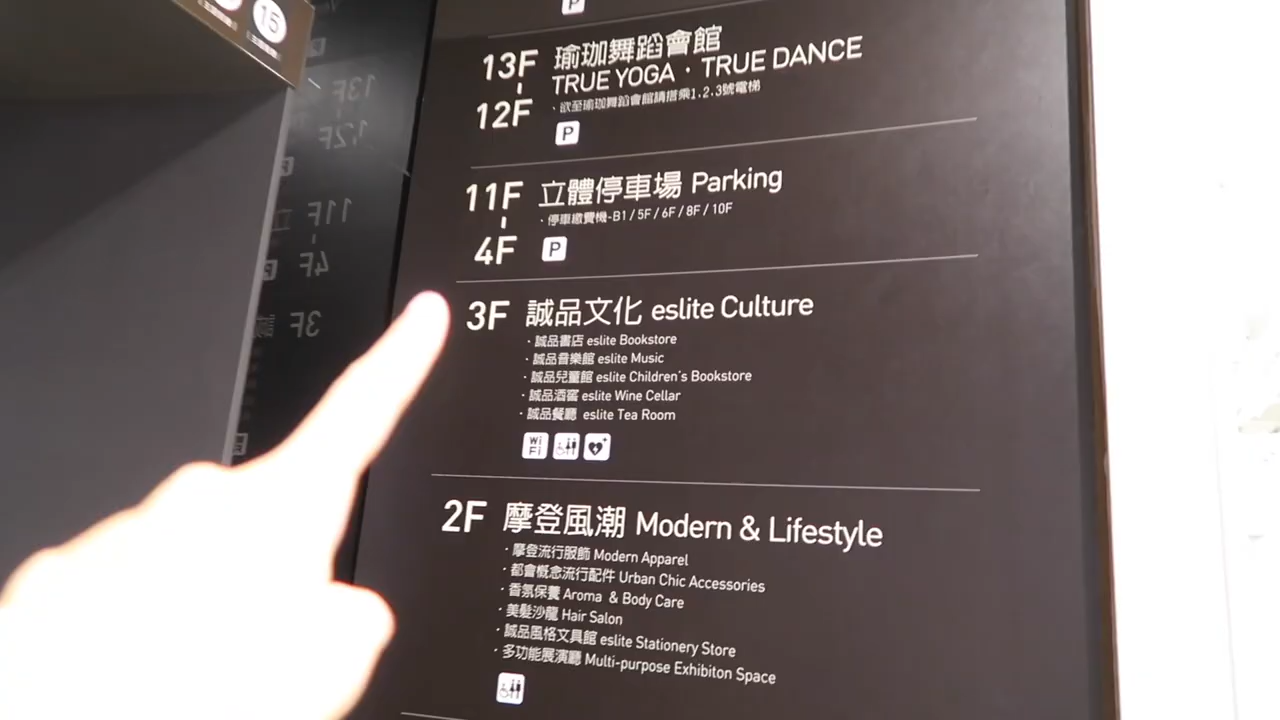 15
P
13F 瑜珈舞蹈會館
TRUE YOGA · TRUE DANCE
12F ·欲至瑜珈舞蹈會館請搭乘1.2.3號電梯
P
11F 立體停車場 Parking
·停車繳費機-B1 / 5F / 6F / 8F / 10F
4F P
3F 誠品文化 eslite Culture
·誠品書店 eslite Bookstore
·誠品音樂館 eslite Music
·誠品兒童館 eslite Children's Bookstore
·誠品酒窖 eslite Wine Cellar
·誠品餐廳 eslite Tea Room
Wi Fi
2F 摩登風潮 Modern & Lifestyle
·摩登流行服飾 Modern Apparel
·都會概念流行配件 Urban Chic Accessories
·香氛保養 Aroma & Body Care
·美髮沙龍 Hair Salon
·誠品風格文具館 eslite Stationery Store
·多功能展演廳 Multi-purpose Exhibiton Space